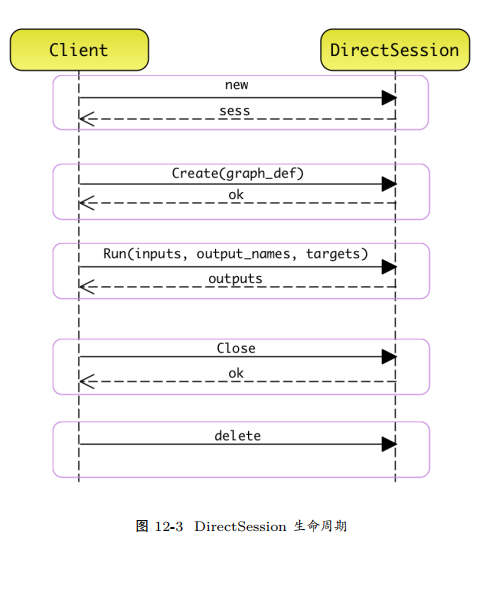 Client DirectSession
new
sess
Create(graph_def)
ok
Run(inputs, output_names, targets)
outputs
Close
ok
delete
图 12-3 DirectSession 生命周期